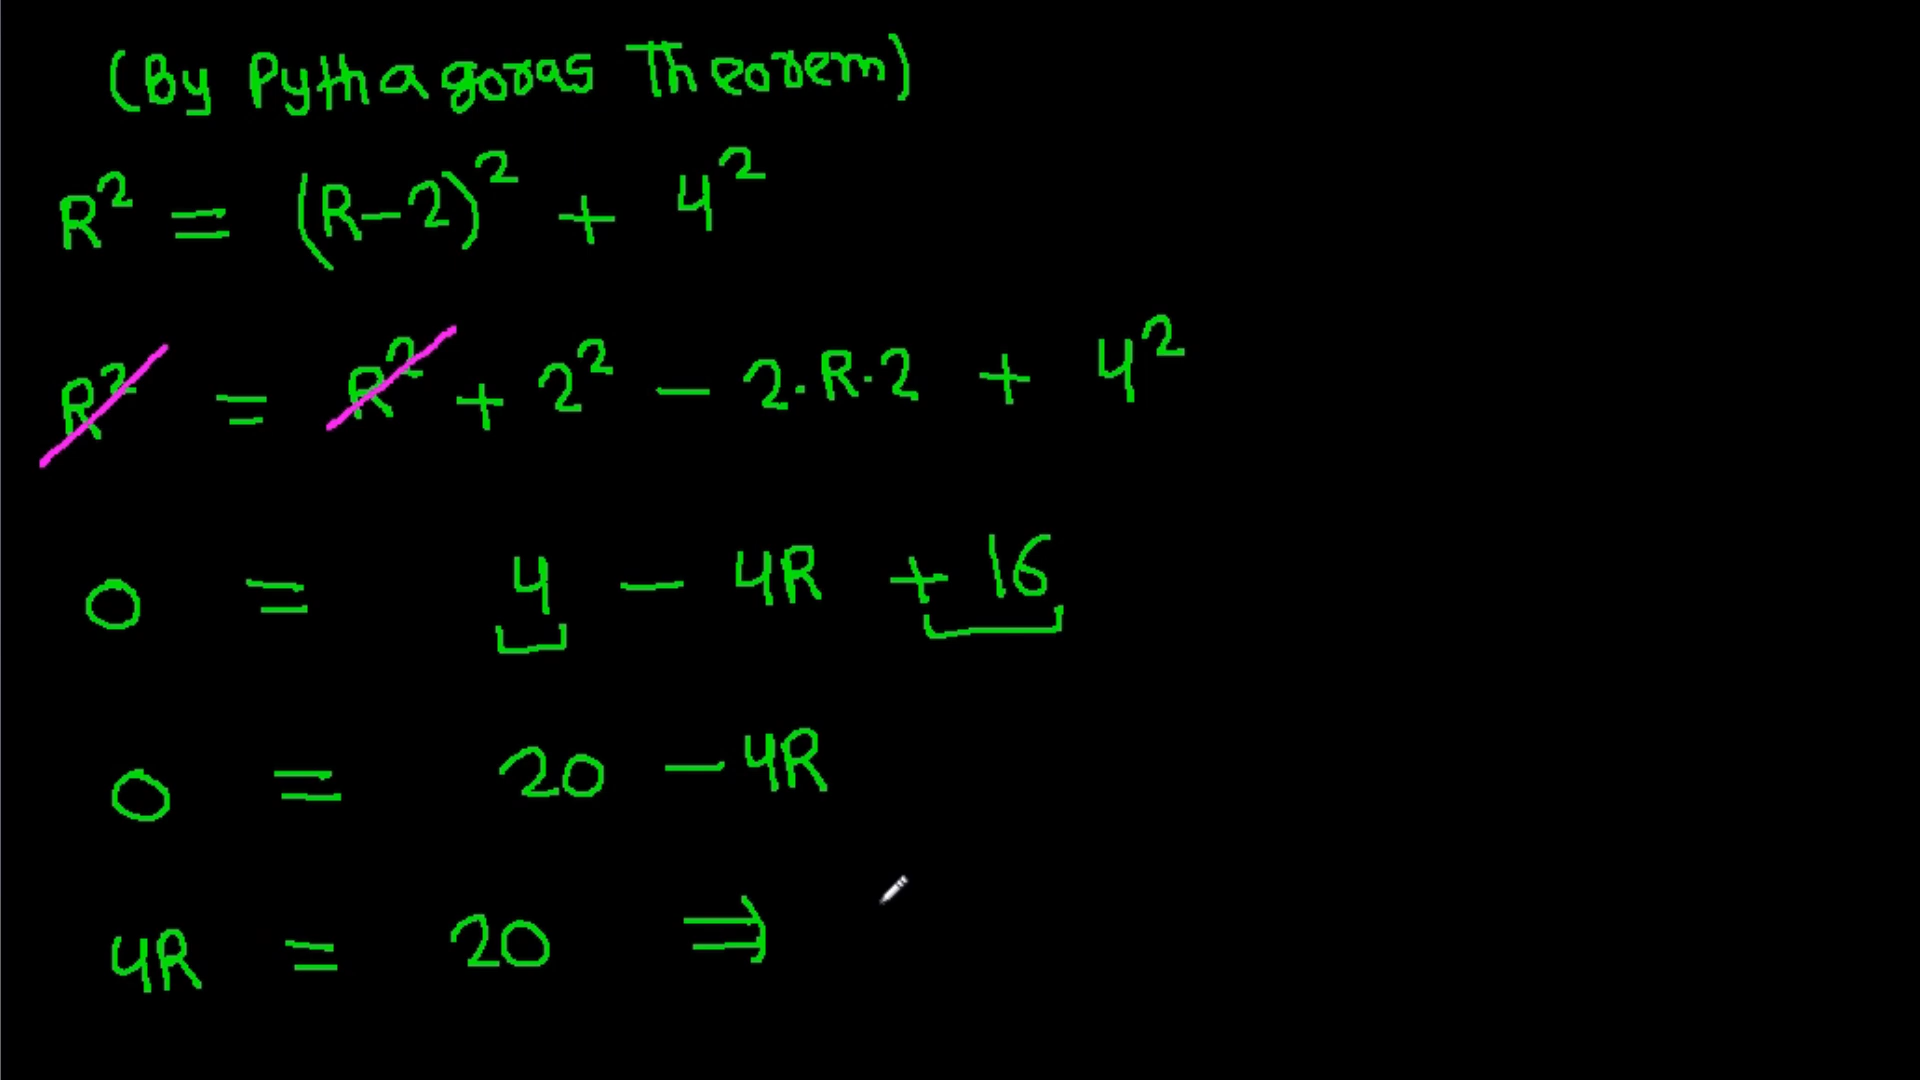 (By Pythagoras Theorem)
R² = (R-2)² + 4²
R² = R² + 2² - 2.R.2 + 4²
0 = 4 - 4R + 16
0 = 20 - 4R
4R = 20 ⇒